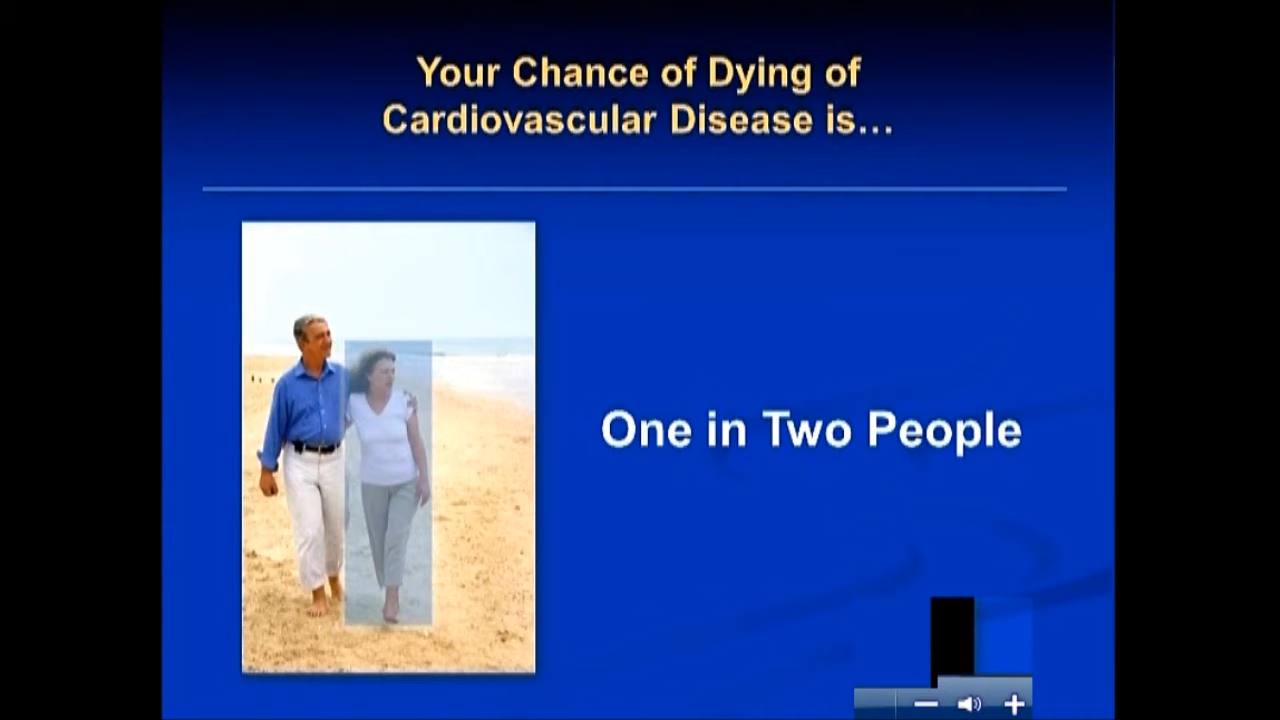 Your Chance of Dying of
Cardiovascular Disease is…
One in Two People